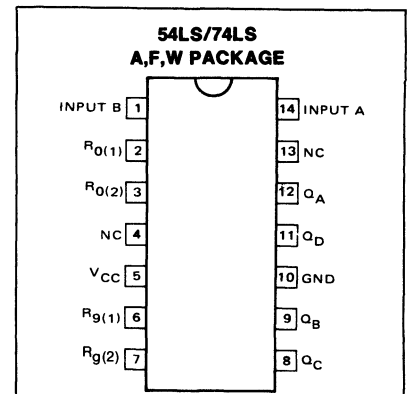 54LS/74LS
A,F,W PACKAGE
INPUT B 1 14 INPUT A
R0(1) 2 13 NC
R0(2) 3 12 QA
NC 4 11 QD
VCC 5 10 GND
R9(1) 6 9 QB
R9(2) 7 8 QC